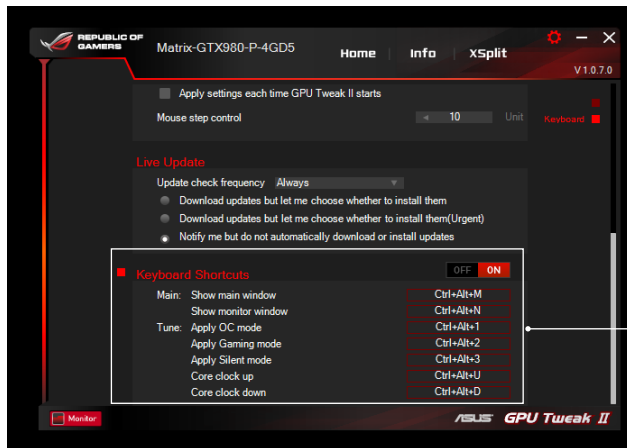 REPUBLIC OF
GAMERS
Matrix-GTX980-P-4GD5
Home Info XSplit
V1.0.7.0
Apply settings each time GPU Tweak II starts
Mouse step control 10 Unit
Keyboard
Live Update
Update check frequency Always
Download updates but let me choose whether to install them
Download updates but let me choose whether to install them(Urgent)
Notify me but do not automatically download or install updates
Keyboard Shortcuts OFF ON
Main: Show main window Ctrl+Alt+M
Show monitor window Ctrl+Alt+N
Tune: Apply OC mode Ctrl+Alt+1
Apply Gaming mode Ctrl+Alt+2
Apply Silent mode Ctrl+Alt+3
Core clock up Ctrl+Alt+U
Core clock down Ctrl+Alt+D
Monitor
ASUS GPU Tweak II